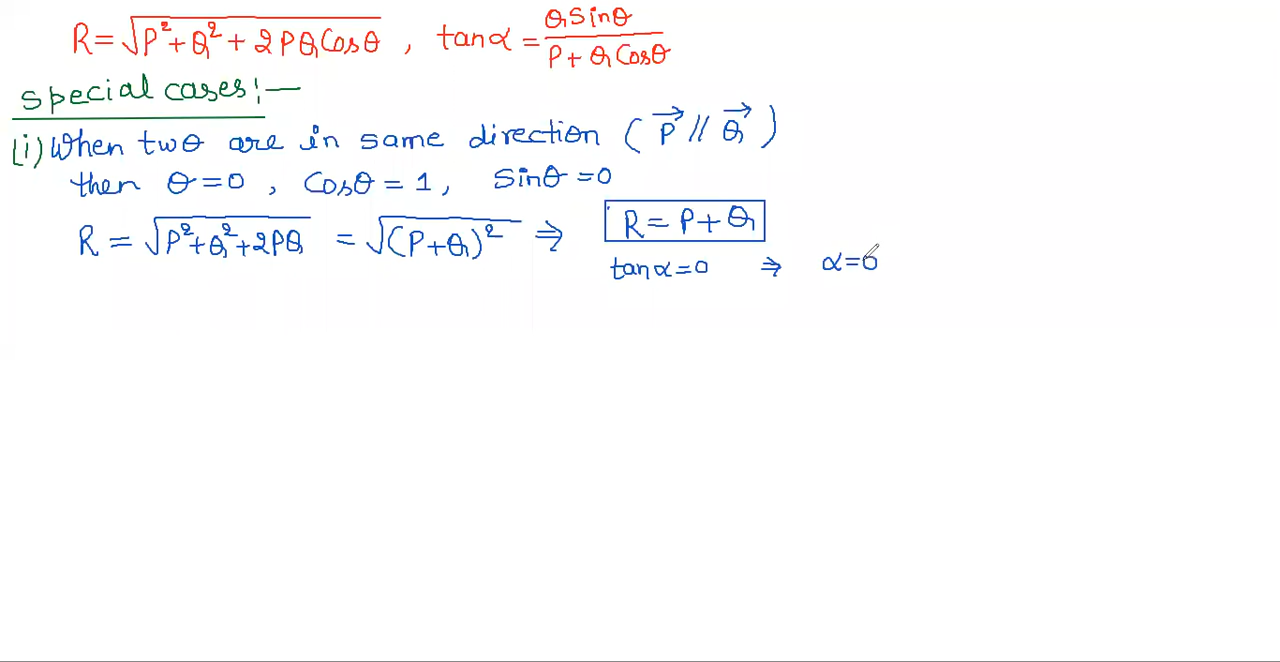 R = √(P² + Q² + 2PQ Cosθ) , tanα = Q Sinθ / (P + Q Cosθ)
special cases:—
(i) When two are in same direction ( P⃗ // Q⃗ )
then θ = 0 , Cosθ = 1 , Sinθ = 0
R = √(P² + Q² + 2PQ) = √(P + Q)² ⇒ R = P + Q
tanα = 0 ⇒ α = 0